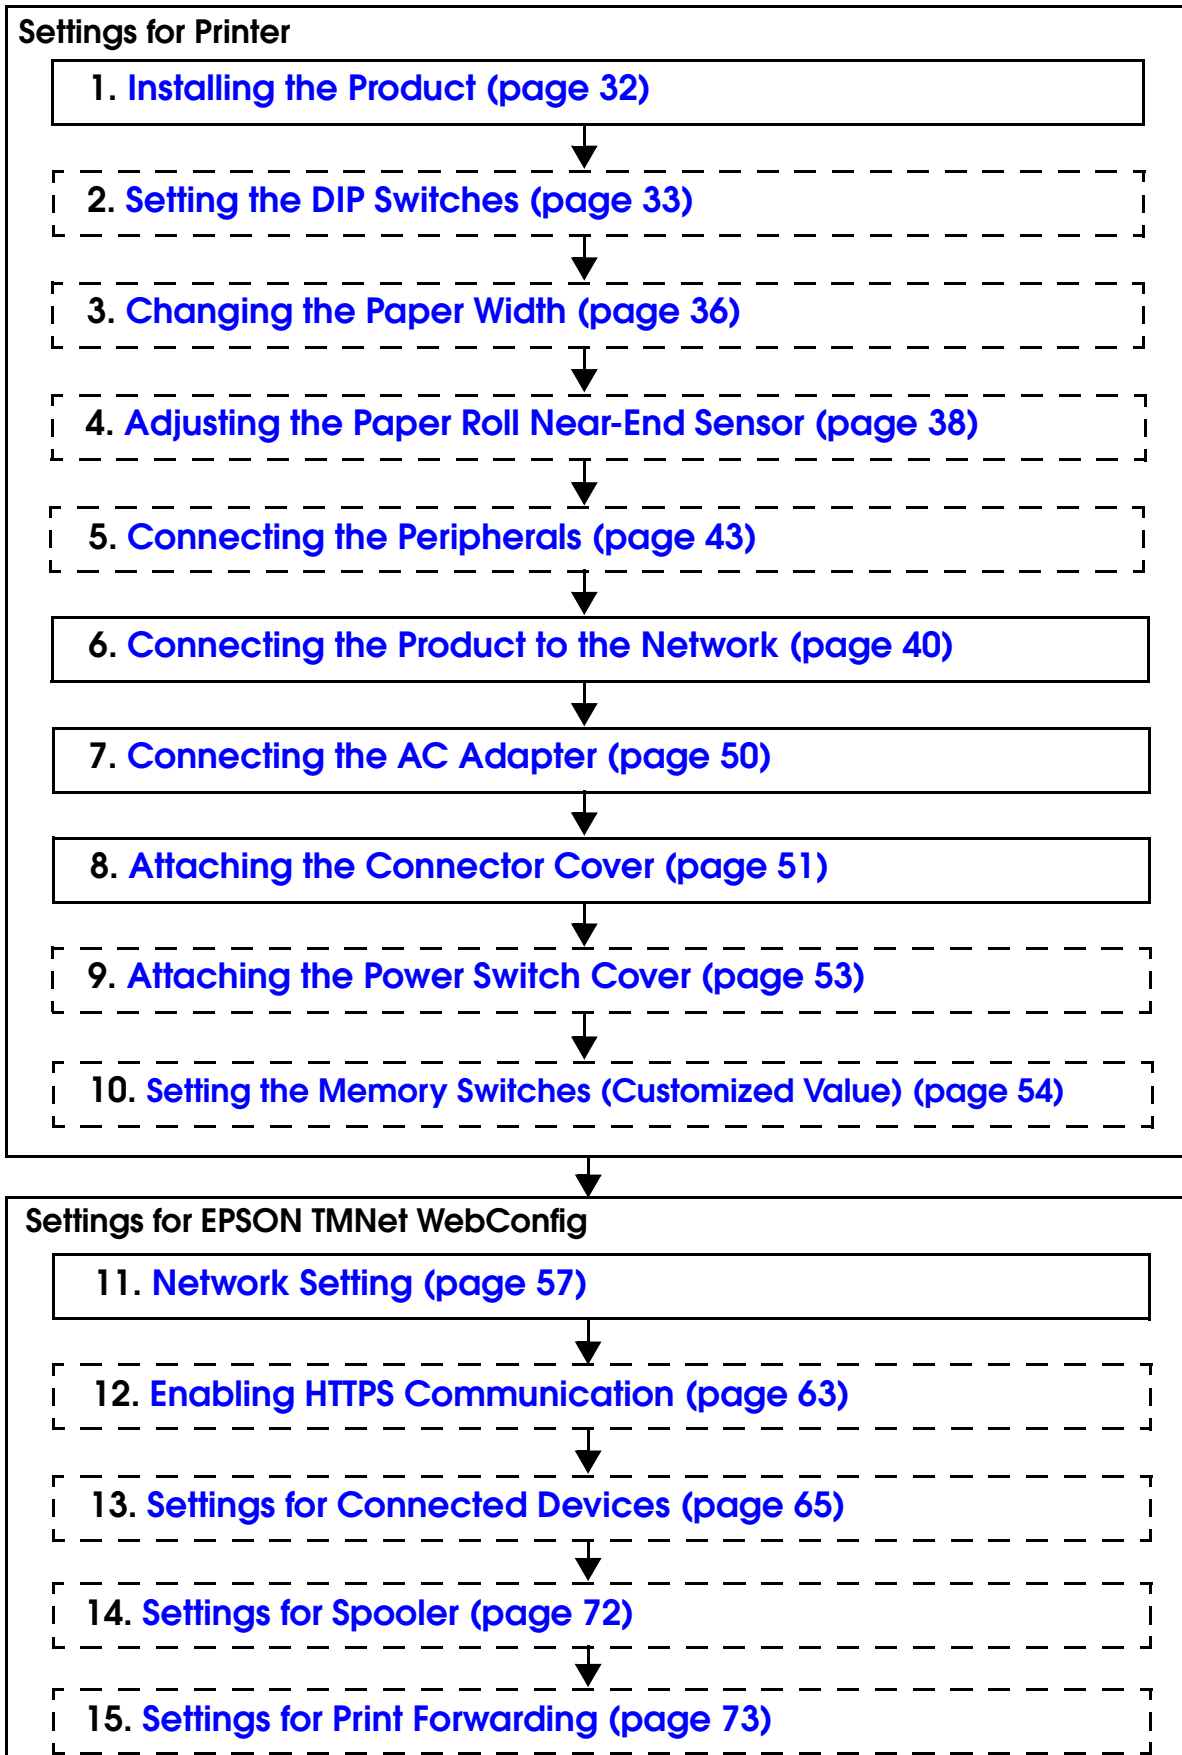 Settings for Printer
1. Installing the Product (page 32)
2. Setting the DIP Switches (page 33)
3. Changing the Paper Width (page 36)
4. Adjusting the Paper Roll Near-End Sensor (page 38)
5. Connecting the Peripherals (page 43)
6. Connecting the Product to the Network (page 40)
7. Connecting the AC Adapter (page 50)
8. Attaching the Connector Cover (page 51)
9. Attaching the Power Switch Cover (page 53)
10. Setting the Memory Switches (Customized Value) (page 54)
Settings for EPSON TMNet WebConfig
11. Network Setting (page 57)
12. Enabling HTTPS Communication (page 63)
13. Settings for Connected Devices (page 65)
14. Settings for Spooler (page 72)
15. Settings for Print Forwarding (page 73)